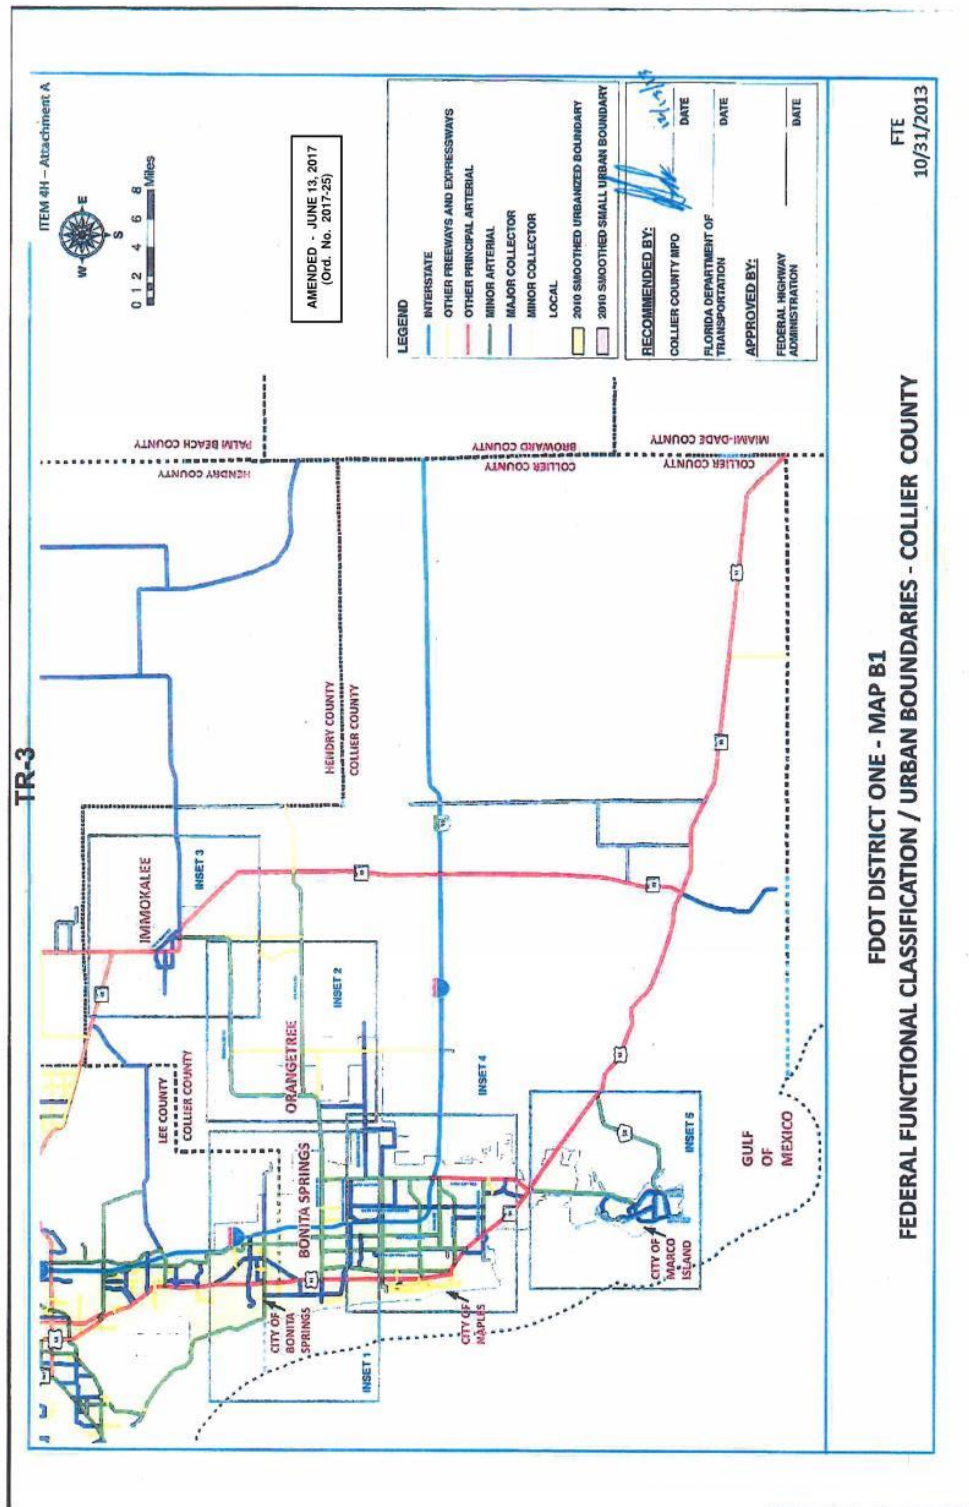 TR-3
ITEM 4H – Attachment A
W
E
S
0 1 2 4 6 8
Miles
AMENDED - JUNE 13, 2017
(Ord. No. 2017-25)
LEGEND
INTERSTATE
OTHER FREEWAYS AND EXPRESSWAYS
OTHER PRINCIPAL ARTERIAL
MINOR ARTERIAL
MAJOR COLLECTOR
MINOR COLLECTOR
LOCAL
2010 SMOOTHED URBANIZED BOUNDARY
2010 SMOOTHED SMALL URBAN BOUNDARY
RECOMMENDED BY:
COLLIER COUNTY MPO
DATE
FLORIDA DEPARTMENT OF
TRANSPORTATION
DATE
APPROVED BY:
FEDERAL HIGHWAY
ADMINISTRATION
DATE
PALM BEACH COUNTY
HENDRY COUNTY
BROWARD COUNTY
COLLIER COUNTY
MIAMI-DADE COUNTY
COLLIER COUNTY
HENDRY COUNTY
COLLIER COUNTY
IMMOKALEE
INSET 3
LEE COUNTY
COLLIER COUNTY
ORANGETREE
INSET 2
BONITA SPRINGS
INSET 4
CITY OF
BONITA
SPRINGS
INSET 1
CITY OF
NAPLES
CITY OF
MARCO
ISLAND
INSET 5
GULF
OF
MEXICO
FDOT DISTRICT ONE - MAP B1
FEDERAL FUNCTIONAL CLASSIFICATION / URBAN BOUNDARIES - COLLIER COUNTY
FTE
10/31/2013